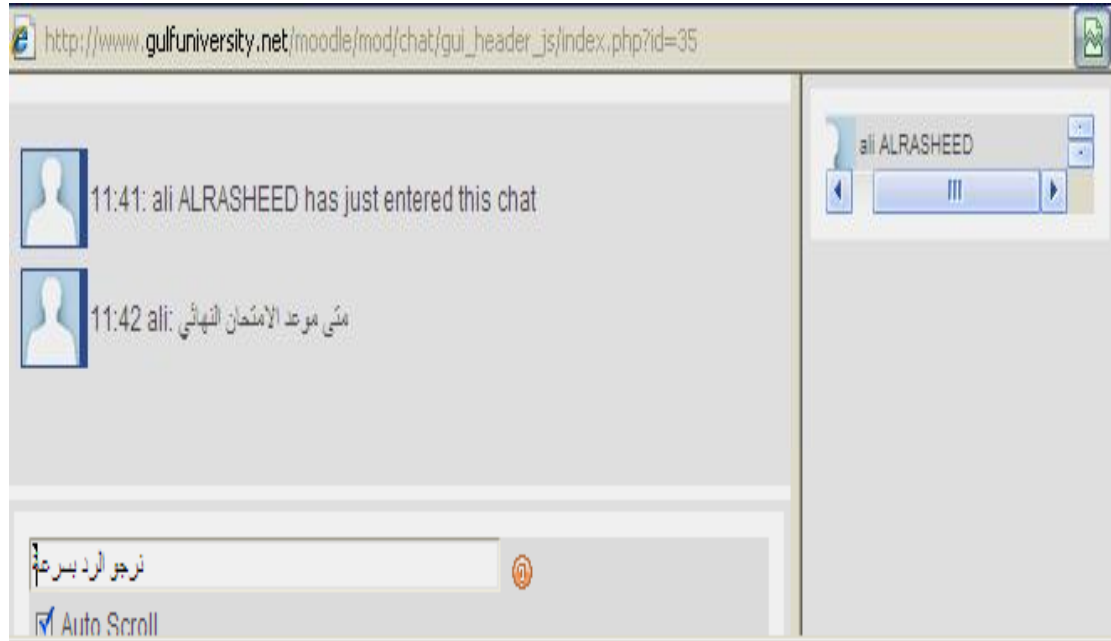 http://www.gulfuniversity.net/moodle/mod/chat/gui_header_js/index.php?id=35
11:41: ali ALRASHEED has just entered this chat
11:42 ali: متى موعد الامتحان النهائي
نرجو الرد بسرعة
Auto Scroll
ali ALRASHEED